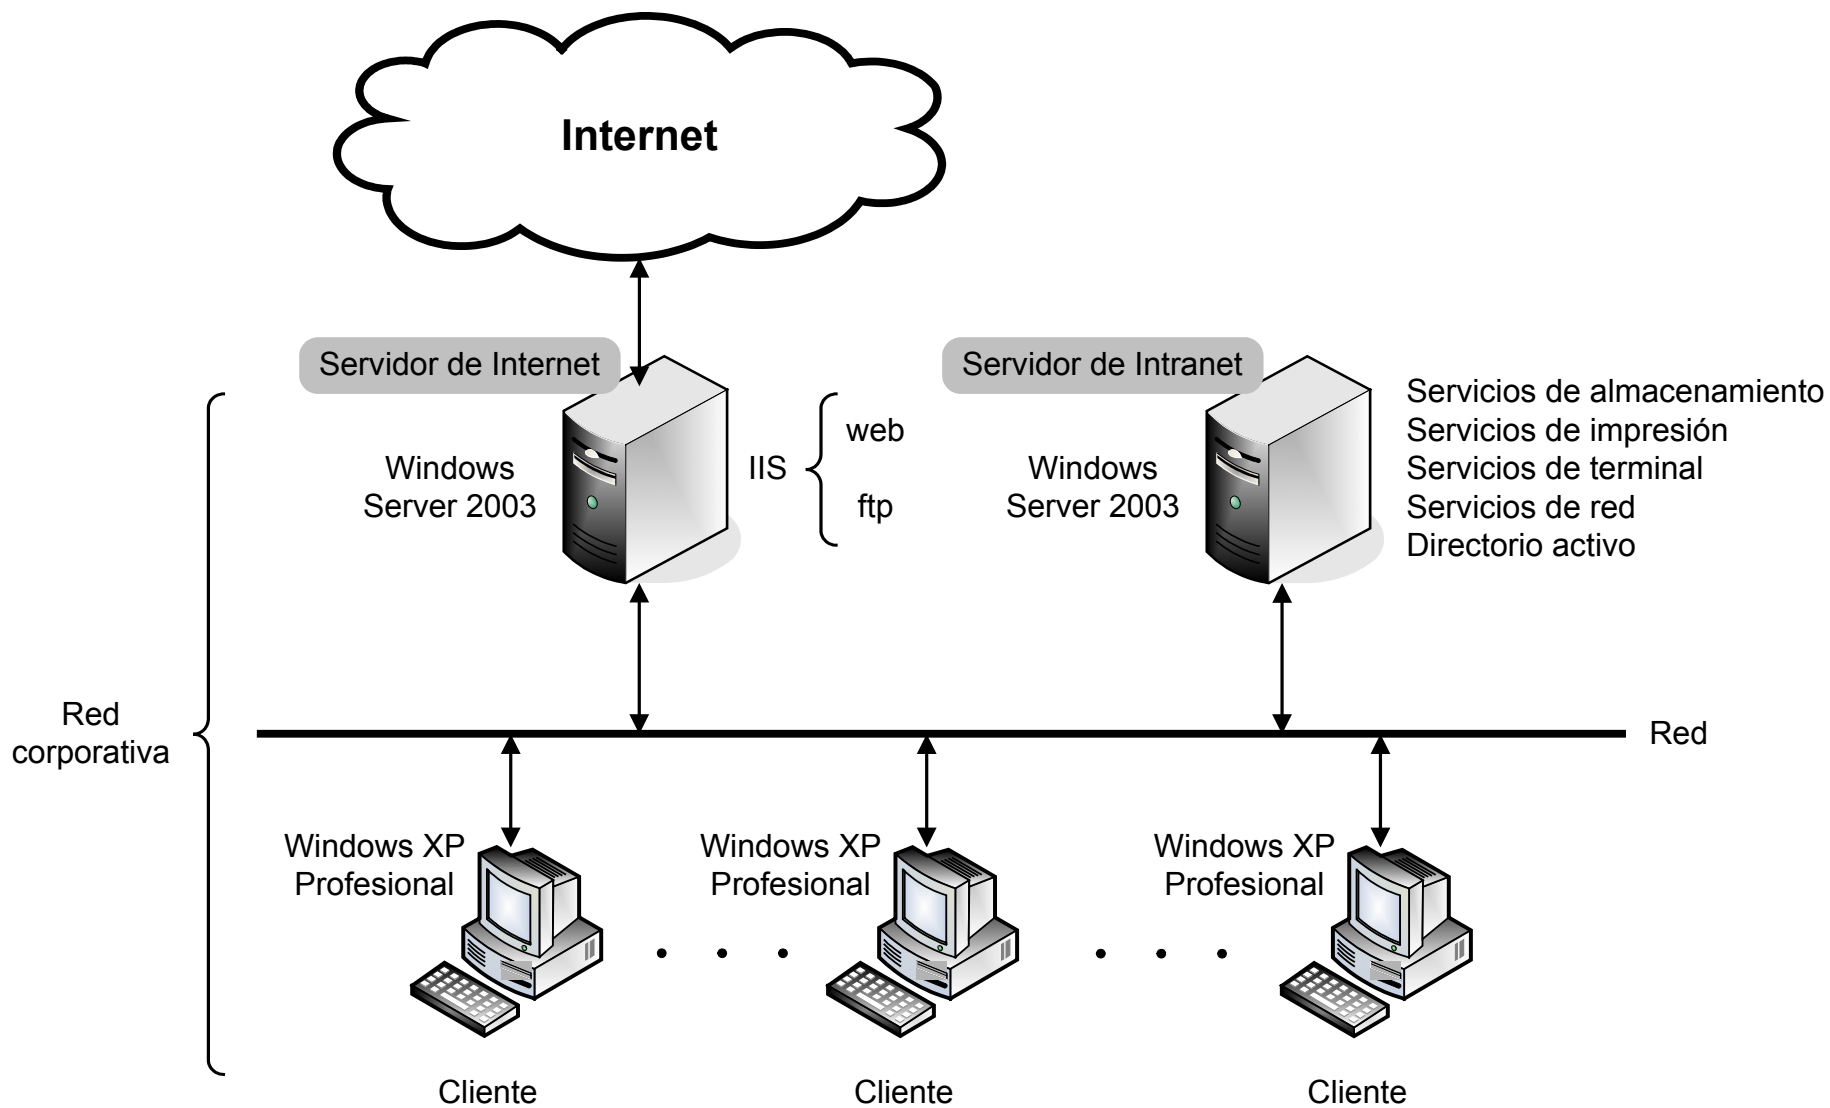 Internet
Servidor de Internet
Servidor de Intranet
Windows
Server 2003
IIS
web
ftp
Windows
Server 2003
Servicios de almacenamiento
Servicios de impresión
Servicios de terminal
Servicios de red
Directorio activo
Red
corporativa
Red
Windows XP
Profesional
Windows XP
Profesional
Windows XP
Profesional
Cliente
Cliente
Cliente